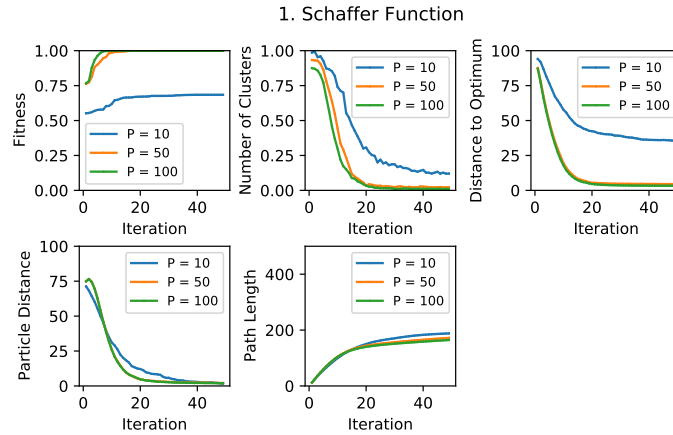 1. Schaffer Function
1.00
0.75
0.50
0.25
0.00
Fitness
P = 10
P = 50
P = 100
0
20
40
Iteration
1.00
0.75
0.50
0.25
0.00
Number of Clusters
P = 10
P = 50
P = 100
0
20
40
Iteration
100
75
50
25
0
Distance to Optimum
P = 10
P = 50
P = 100
0
20
40
Iteration
100
75
50
25
0
Particle Distance
P = 10
P = 50
P = 100
0
20
40
Iteration
400
200
0
Path Length
P = 10
P = 50
P = 100
0
20
40
Iteration